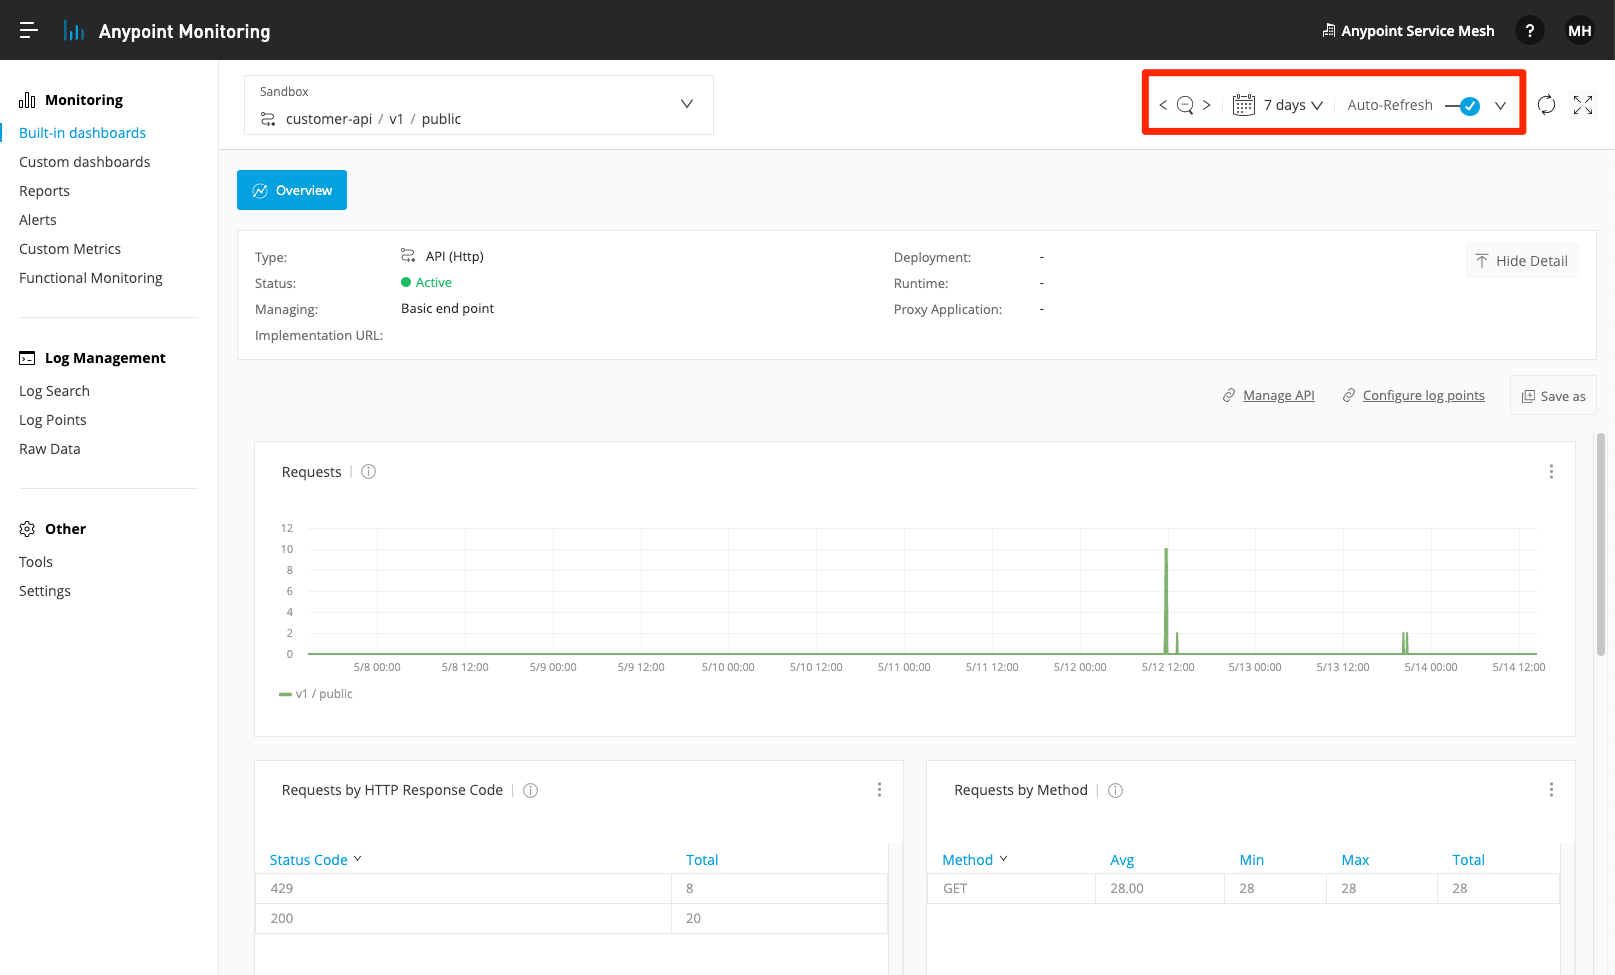 Anypoint Monitoring
Anypoint Service Mesh
?
MH
Monitoring
Built-in dashboards
Custom dashboards
Reports
Alerts
Custom Metrics
Functional Monitoring
Log Management
Log Search
Log Points
Raw Data
Other
Tools
Settings
Sandbox
customer-api / v1 / public
7 days
Auto-Refresh
Overview
Type: API (Http)
Status: Active
Managing: Basic end point
Implementation URL:
Deployment: -
Runtime: -
Proxy Application: -
Hide Detail
Manage API
Configure log points
Save as
Requests
12
10
8
6
4
2
0
5/8 00:00 5/8 12:00 5/9 00:00 5/9 12:00 5/10 00:00 5/10 12:00 5/11 00:00 5/11 12:00 5/12 00:00 5/12 12:00 5/13 00:00 5/13 12:00 5/14 00:00 5/14 12:00
v1 / public
Requests by HTTP Response Code
Status Code Total
429 8
200 20
Requests by Method
Method Avg Min Max Total
GET 28.00 28 28 28